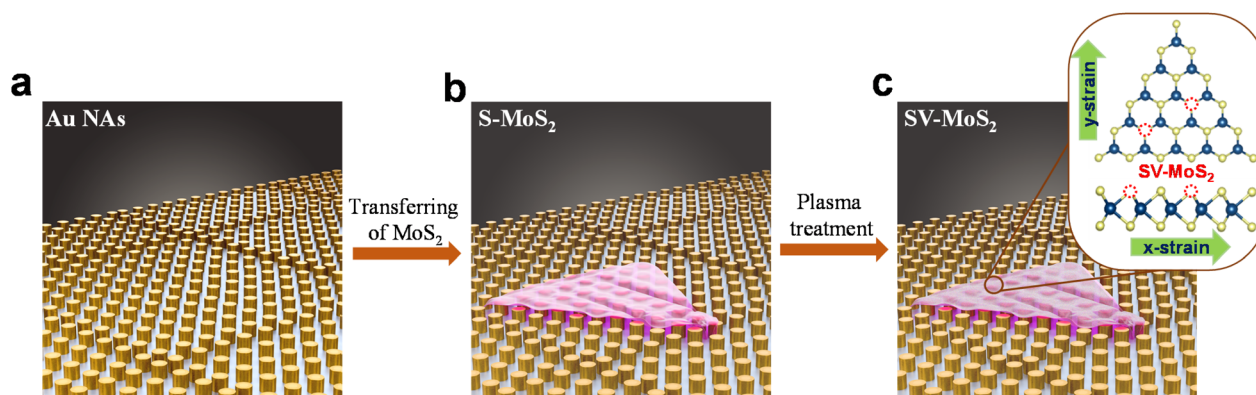 a
Au NAs
Transferring
of MoS₂
b
S-MoS₂
Plasma
treatment
c
SV-MoS₂
y-strain
SV-MoS₂
x-strain